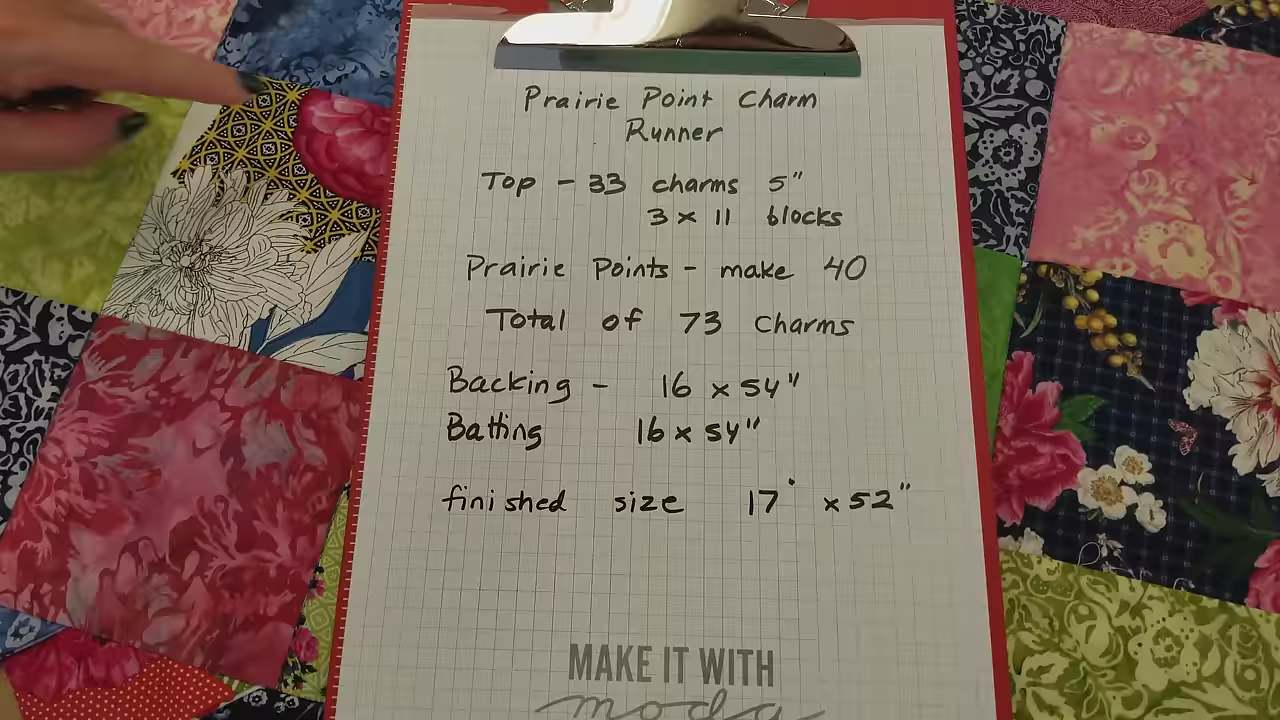 Prairie Point Charm
Runner
Top - 33 charms 5"
3 x 11 blocks
Prairie Points - make 40
Total of 73 Charms
Backing - 16 x 54"
Batting 16 x 54"
finished size 17" x 52"
MAKE IT WITH
moda